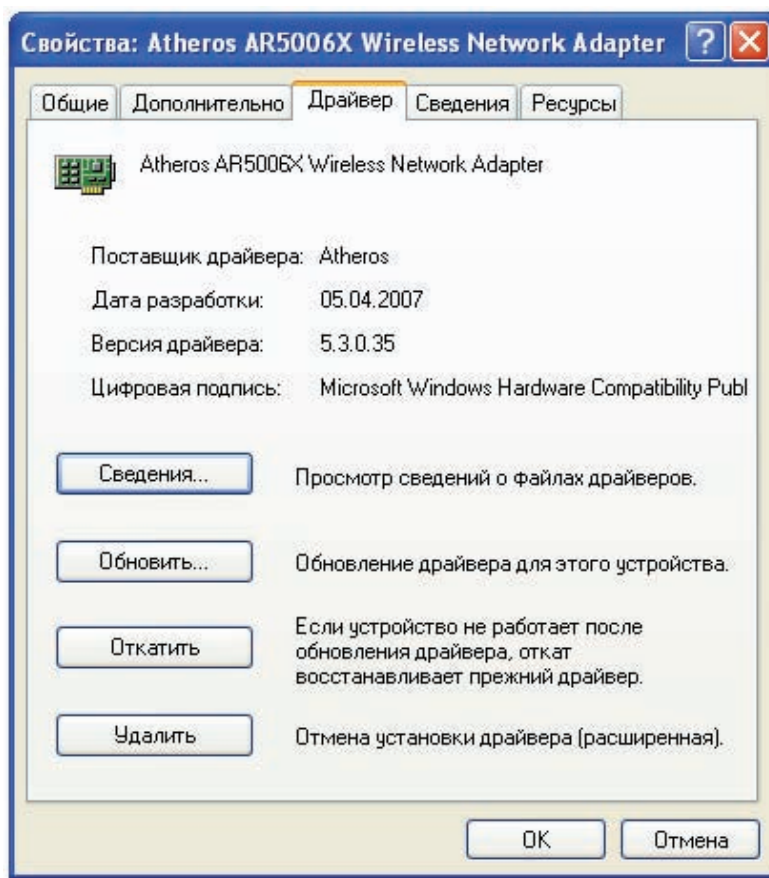 Свойства: Atheros AR5006X Wireless Network Adapter
Общие Дополнительно Драйвер Сведения Ресурсы
Atheros AR5006X Wireless Network Adapter
Поставщик драйвера: Atheros
Дата разработки: 05.04.2007
Версия драйвера: 5.3.0.35
Цифровая подпись: Microsoft Windows Hardware Compatibility Publ
Сведения... Просмотр сведений о файлах драйверов.
Обновить... Обновление драйвера для этого устройства.
Откатить Если устройство не работает после
обновления драйвера, откат
восстанавливает прежний драйвер.
Удалить Отмена установки драйвера (расширенная).
OK Отмена